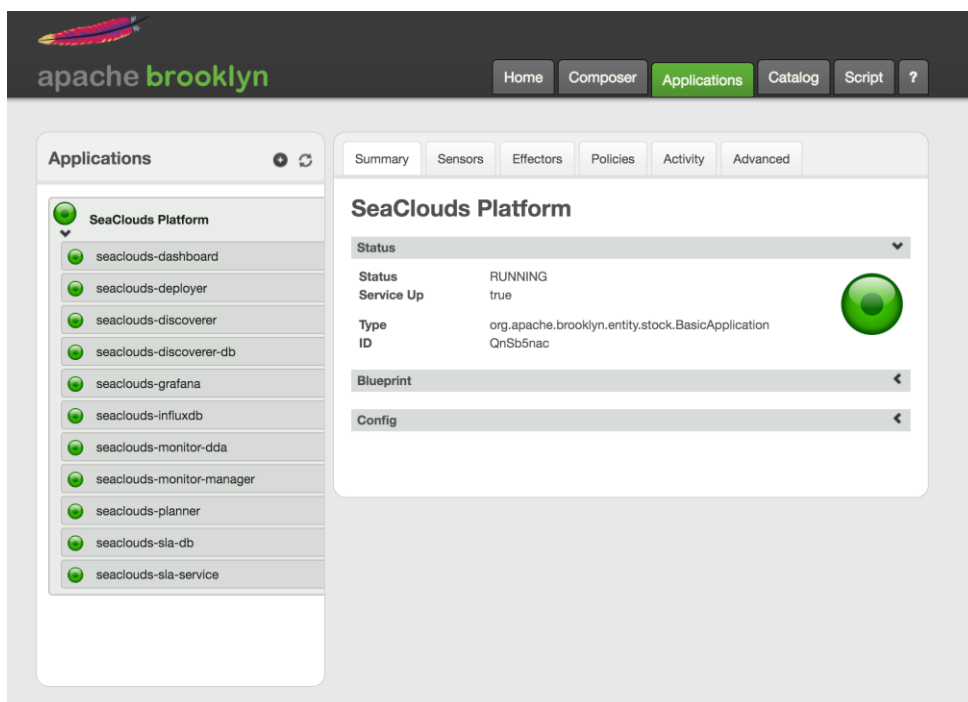 apache brooklyn
Home Composer Applications Catalog Script ?
Applications
SeaClouds Platform
seaclouds-dashboard
seaclouds-deployer
seaclouds-discoverer
seaclouds-discoverer-db
seaclouds-grafana
seaclouds-influxdb
seaclouds-monitor-dda
seaclouds-monitor-manager
seaclouds-planner
seaclouds-sla-db
seaclouds-sla-service
Summary Sensors Effectors Policies Activity Advanced
SeaClouds Platform
Status
Status RUNNING
Service Up true
Type org.apache.brooklyn.entity.stock.BasicApplication
ID QnSb5nac
Blueprint
Config